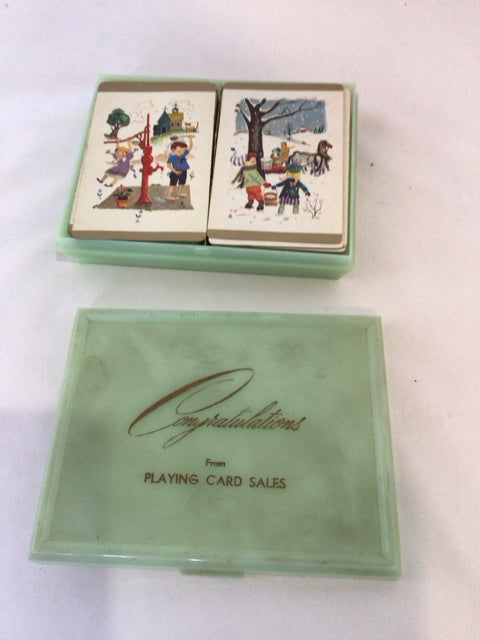 Congratulations
From
PLAYING CARD SALES